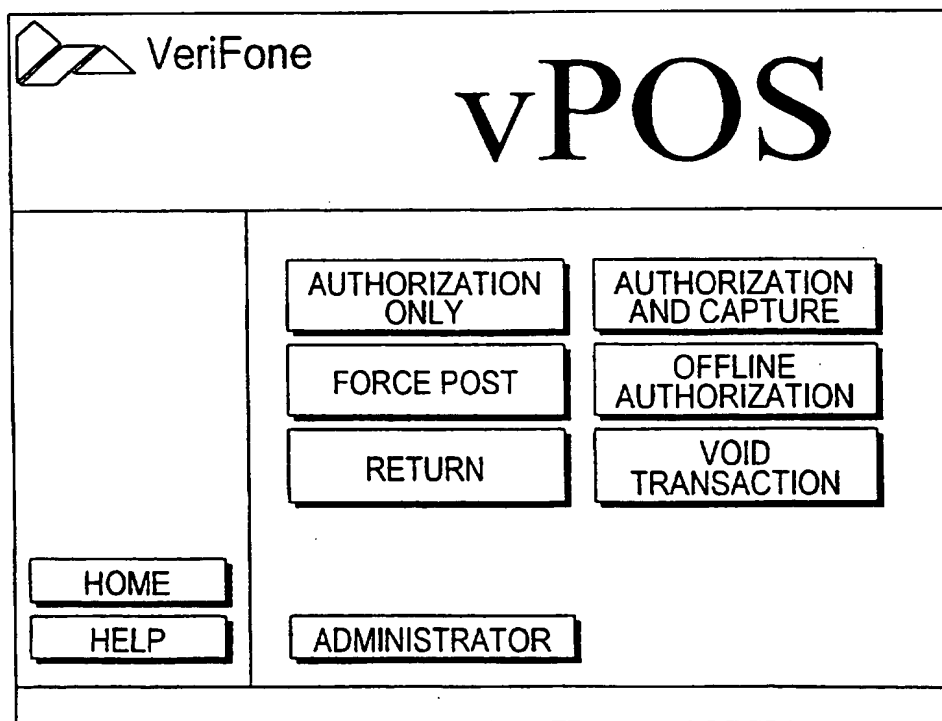 VeriFone
vPOS
AUTHORIZATION
ONLY
AUTHORIZATION
AND CAPTURE
FORCE POST
OFFLINE
AUTHORIZATION
RETURN
VOID
TRANSACTION
HOME
HELP
ADMINISTRATOR